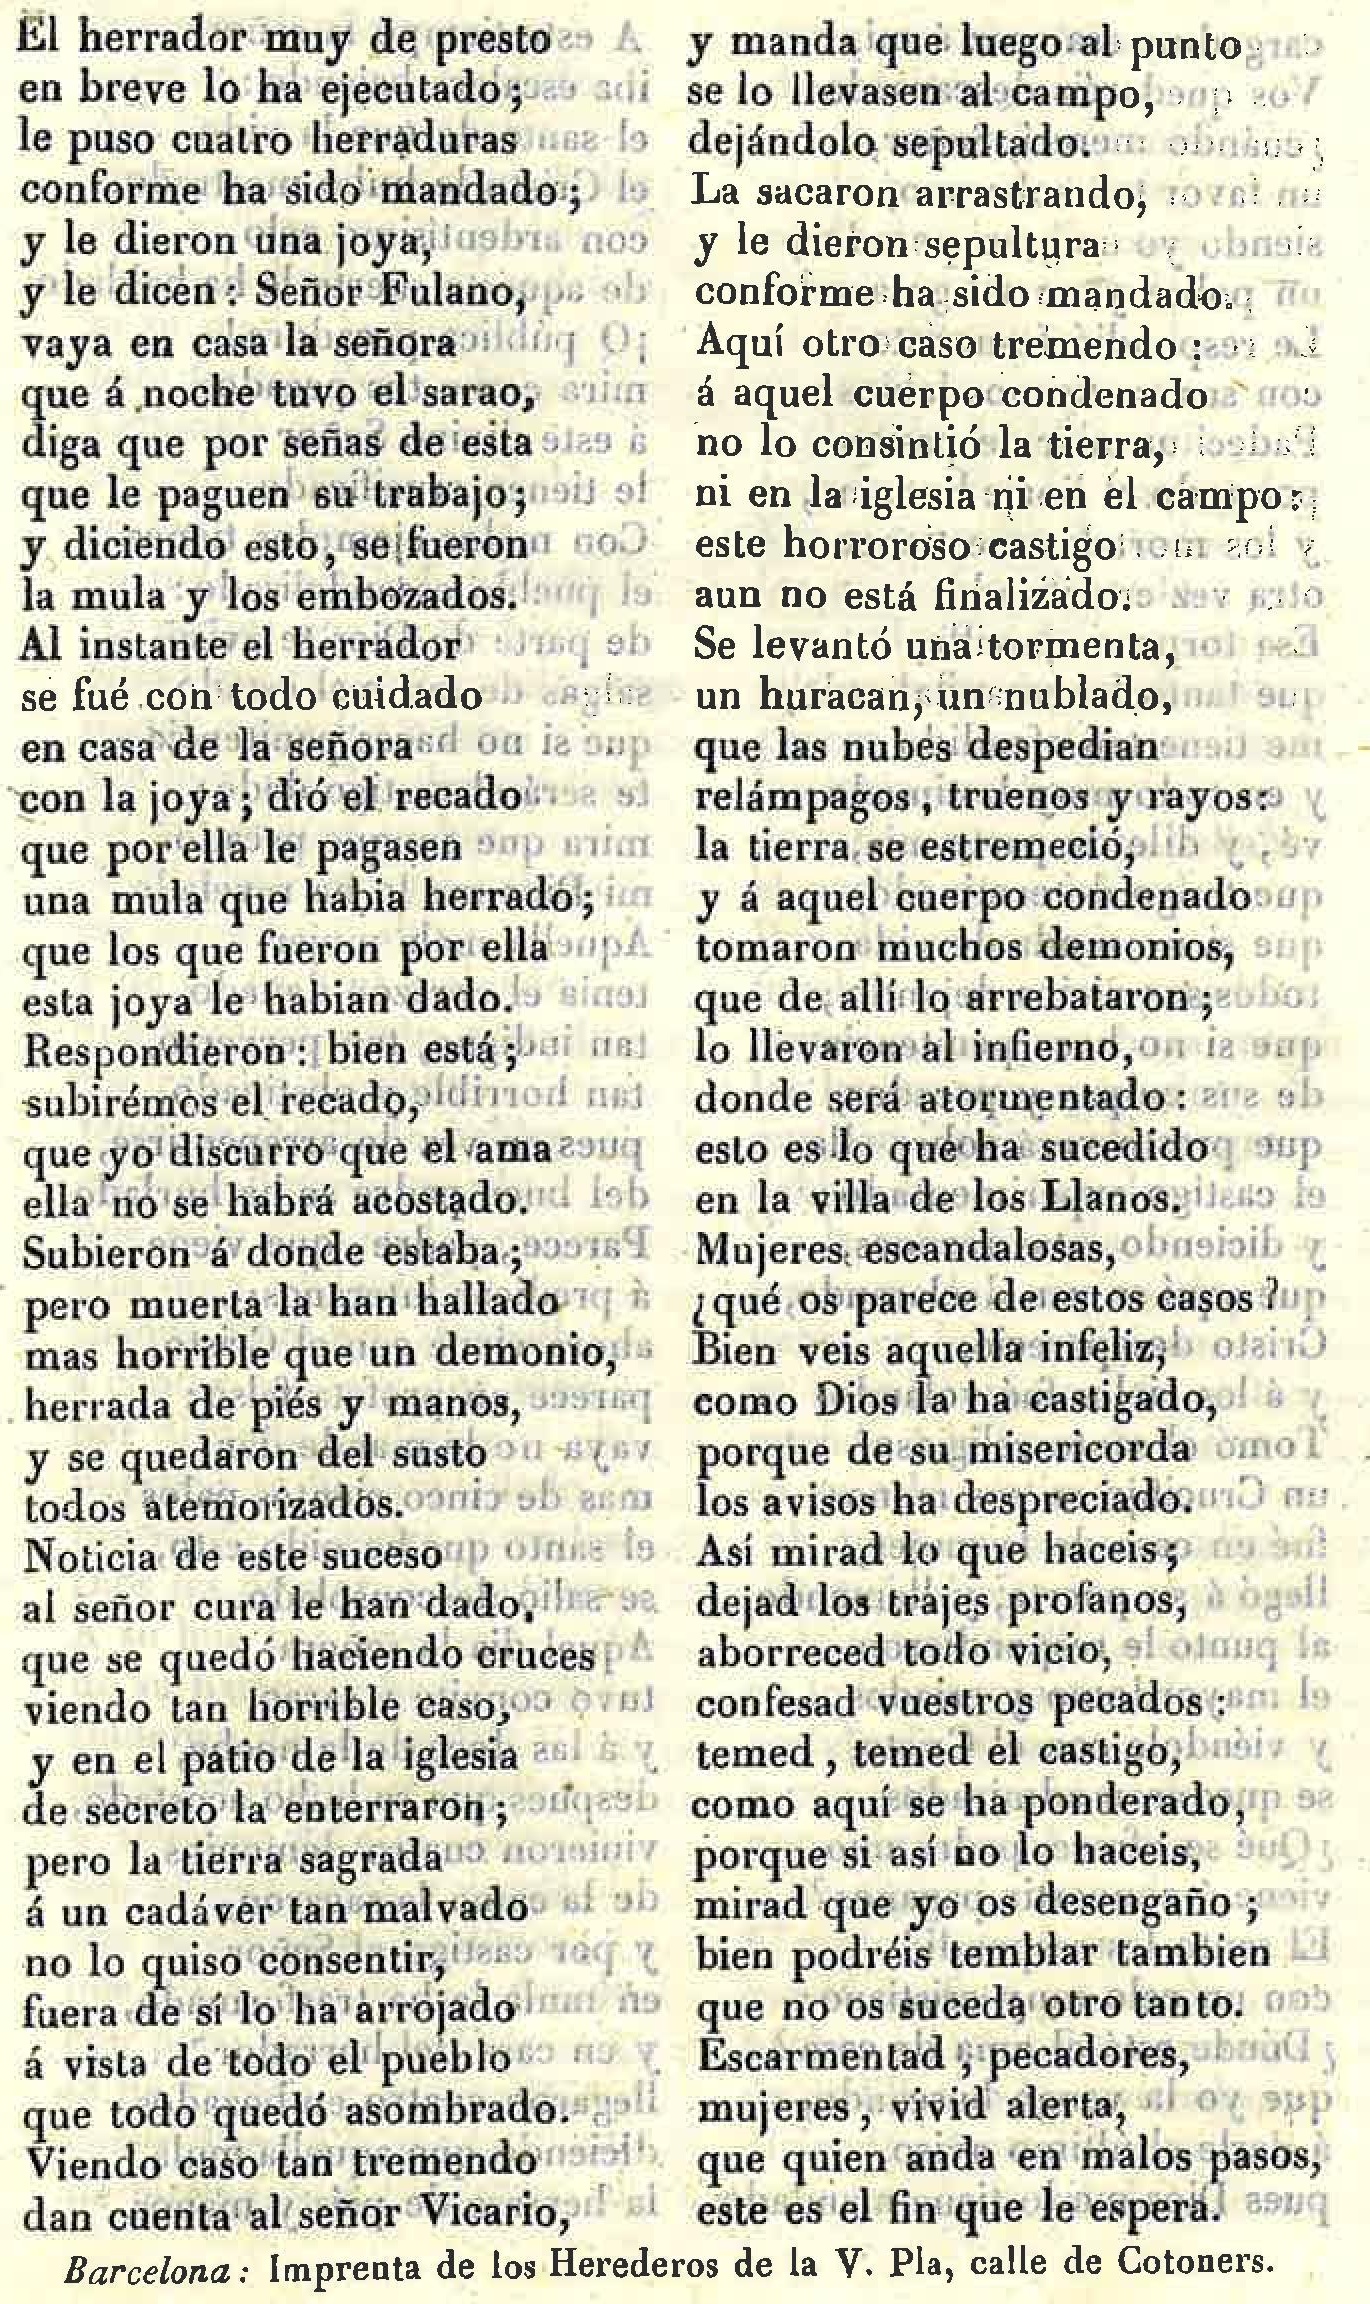 El herrador muy de presto
en breve lo ha ejecutado;
le puso cuatro herraduras
conforme ha sido mandado;
y le dieron una joya,
y le dicen: Señor Fulano,
vaya en casa la señora
que á noche tuvo el sarao,
diga que por señas de esta
que le paguen su trabajo;
y diciendo esto, se fueron
la mula y los embozados.
Al instante el herrador
se fué con todo cuidado
en casa de la señora
con la joya; dió el recado
que por ella le pagasen
una mula que habia herrado;
que los que fueron por ella
esta joya le habian dado.
Respondieron: bien está;
subirémos el recado,
que yo discurro que el ama
ella no se habrá acostado.
Subieron á donde estaba;
pero muerta la han hallado
mas horrible que un demonio,
herrada de piés y manos,
y se quedaron del susto
todos atemorizados.
Noticia de este suceso
al señor cura le han dado,
que se quedó haciendo cruces
viendo tan horrible caso,
y en el patio de la iglesia
de secreto la enterraron;
pero la tierra sagrada
á un cadáver tan malvado
no lo quiso consentir,
fuera de sí lo ha arrojado
á vista de todo el pueblo
que todo quedó asombrado.
Viendo caso tan tremendo
dan cuenta al señor Vicario,
y manda que luego al punto
se lo llevasen al campo,
dejándolo sepultado.
La sacaron arrastrando,
y le dieron sepultura
conforme ha sido mandado.
Aquí otro caso tremendo:
á aquel cuerpo condenado
no lo consintió la tierra,
ni en la iglesia ni en el campo:
este horroroso castigo
aun no está finalizado.
Se levantó una tormenta,
un huracan, un nublado,
que las nubes despedian
relámpagos, truenos y rayos:
la tierra se estremeció,
y á aquel cuerpo condenado
tomaron muchos demonios,
que de allí lo arrebataron;
lo llevaron al infierno,
donde será atormentado:
esto es lo que ha sucedido
en la villa de los Llanos.
Mujeres escandalosas,
¿qué os parece de estos casos?
Bien veis aquella infeliz,
como Dios la ha castigado,
porque de su misericorda
los avisos ha despreciado.
Así mirad lo que haceis;
dejad los trajes profanos,
aborreced todo vicio,
confesad vuestros pecados:
temed, temed el castigo,
como aquí se ha ponderado,
porque si así no lo haceis,
mirad que yo os desengaño;
bien podréis temblar tambien
que no os suceda otro tanto.
Escarmentad, pecadores,
mujeres, vivid alerta,
que quien anda en malos pasos,
este es el fin que le espera.
Barcelona: Imprenta de los Herederos de la V. Pla, calle de Cotoners.